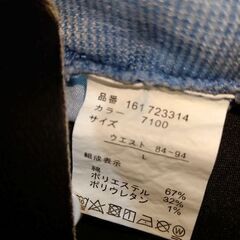 品番 161723314
カラー
サイズ 7100
ウエスト 84-94
L
組成表示
綿 67%
ポリエステル 32%
ポリウレタン 1%